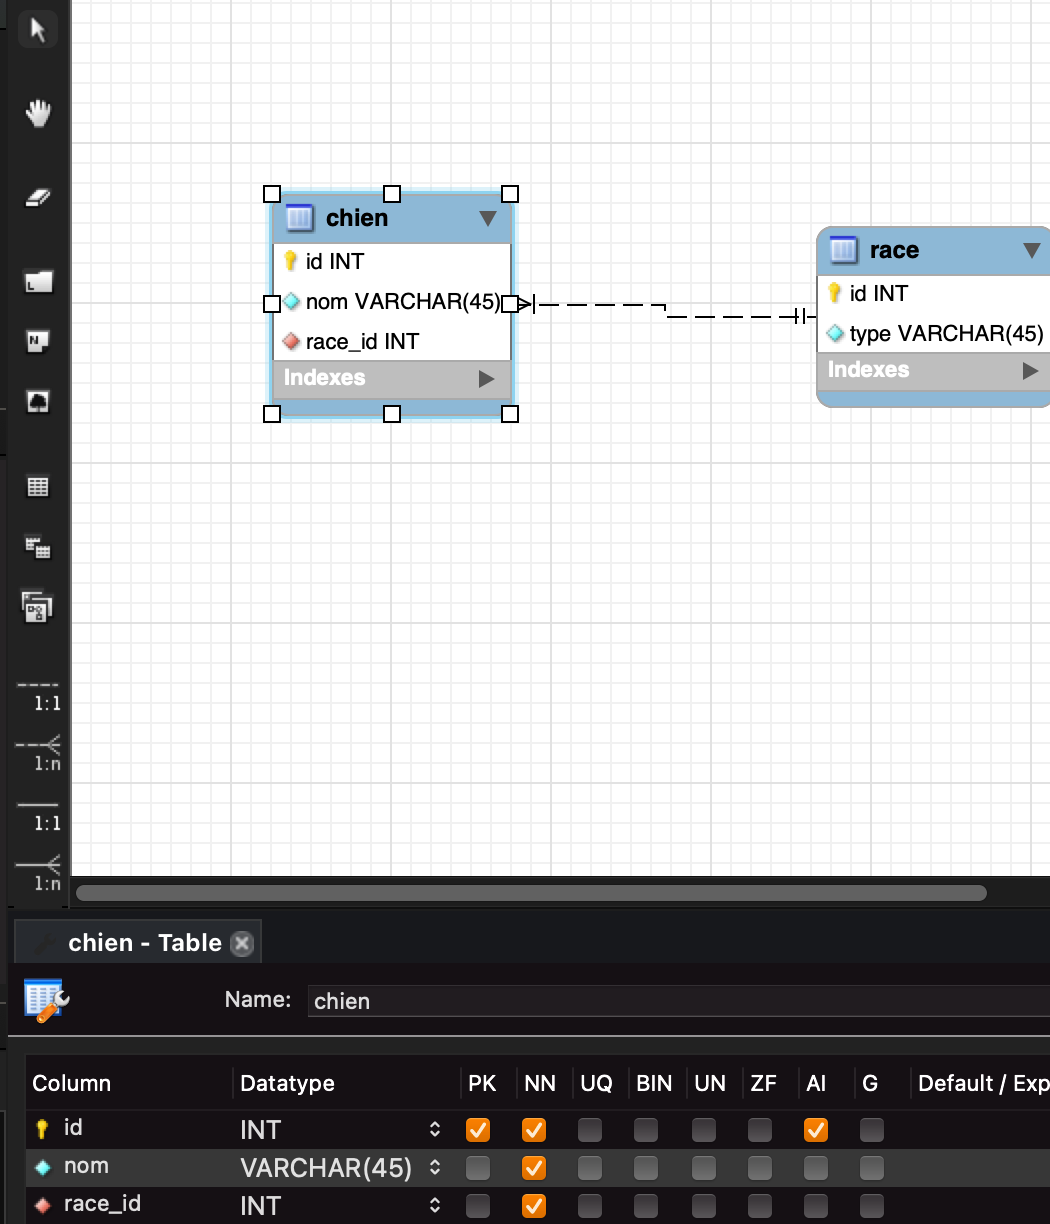 chien
id INT
nom VARCHAR(45)
race_id INT
Indexes
race
id INT
type VARCHAR(45)
Indexes
L
N
1:1
1:n
1:1
1:n
chien - Table
Name: chien
Column Datatype PK NN UQ BIN UN ZF AI G Default / Exp
id INT
nom VARCHAR(45)
race_id INT